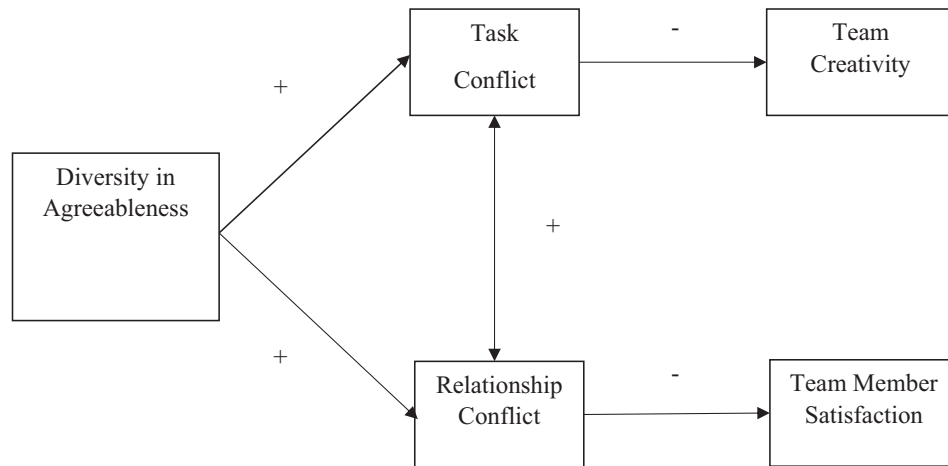 Task
Conflict
-
Team
Creativity
+
Diversity in
Agreeableness
+
+
Relationship
Conflict
-
Team Member
Satisfaction